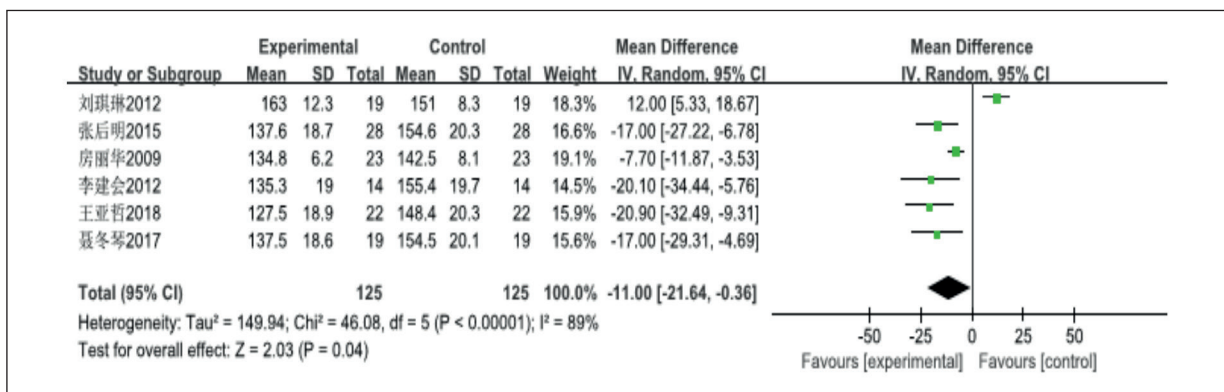 Experimental Control Mean Difference Mean Difference
Study or Subgroup Mean SD Total Mean SD Total Weight IV, Random, 95% CI IV, Random, 95% CI
刘琪琳2012 163 12.3 19 151 8.3 19 18.3% 12.00 [5.33, 18.67]
张后明2015 137.6 18.7 28 154.6 20.3 28 16.6% -17.00 [-27.22, -6.78]
房丽华2009 134.8 6.2 23 142.5 8.1 23 19.1% -7.70 [-11.87, -3.53]
李建会2012 135.3 19 14 155.4 19.7 14 14.5% -20.10 [-34.44, -5.76]
王亚哲2018 127.5 18.9 22 148.4 20.3 22 15.9% -20.90 [-32.49, -9.31]
聂冬琴2017 137.5 18.6 19 154.5 20.1 19 15.6% -17.00 [-29.31, -4.69]
Total (95% CI) 125 125 100.0% -11.00 [-21.64, -0.36]
Heterogeneity: Tau² = 149.94; Chi² = 46.08, df = 5 (P < 0.00001); I² = 89%
Test for overall effect: Z = 2.03 (P = 0.04)
-50 -25 0 25 50
Favours [experimental] Favours [control]